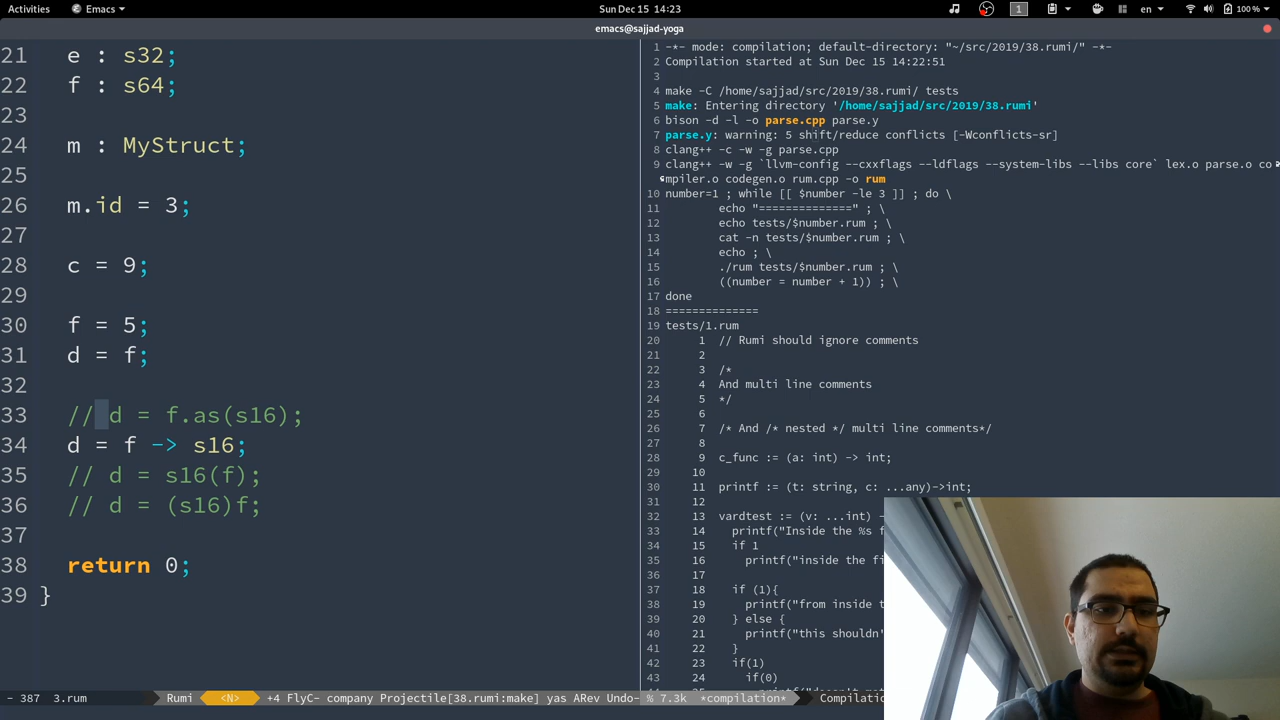 Activities Emacs Sun Dec 15 14:23 1 en 100 %
emacs@sajjad-yoga
21 e : s32;
22 f : s64;
23
24 m : MyStruct;
25
26 m.id = 3;
27
28 c = 9;
29
30 f = 5;
31 d = f;
32
33 // d = f.as(s16);
34 d = f -> s16;
35 // d = s16(f);
36 // d = (s16)f;
37
38 return 0;
39 }
- 387 3.rum Rumi <N> +4 FlyC- company Projectile[38.rumi:make] yas ARev Undo-
1 -*- mode: compilation; default-directory: "~/src/2019/38.rumi/" -*-
2 Compilation started at Sun Dec 15 14:22:51
3
4 make -C /home/sajjad/src/2019/38.rumi/ tests
5 make: Entering directory '/home/sajjad/src/2019/38.rumi'
6 bison -d -l -o parse.cpp parse.y
7 parse.y: warning: 5 shift/reduce conflicts [-Wconflicts-sr]
8 clang++ -c -w -g parse.cpp
9 clang++ -w -g `llvm-config --cxxflags --ldflags --system-libs --libs core` lex.o parse.o co
mpiler.o codegen.o rum.cpp -o rum
10 number=1 ; while [[ $number -le 3 ]] ; do \
11 echo "==============" ; \
12 echo tests/$number.rum ; \
13 cat -n tests/$number.rum ; \
14 echo ; \
15 ./rum tests/$number.rum ; \
16 ((number = number + 1)) ; \
17 done
18 ==============
19 tests/1.rum
20 1 // Rumi should ignore comments
21 2
22 3 /*
23 4 And multi line comments
24 5 */
25 6
26 7 /* And /* nested */ multi line comments*/
27 8
28 9 c_func := (a: int) -> int;
29 10
30 11 printf := (t: string, c: ...any)->int;
31 12
32 13 vardtest := (v: ...int) -
33 14 printf("Inside the %s f
34 15 if 1
35 16 printf("inside the fi
36 17
37 18 if (1){
38 19 printf("from inside t
39 20 } else {
40 21 printf("this shouldn'
41 22 }
42 23 if(1)
43 24 if(0)
% 7.3k *compilation* Compilatio